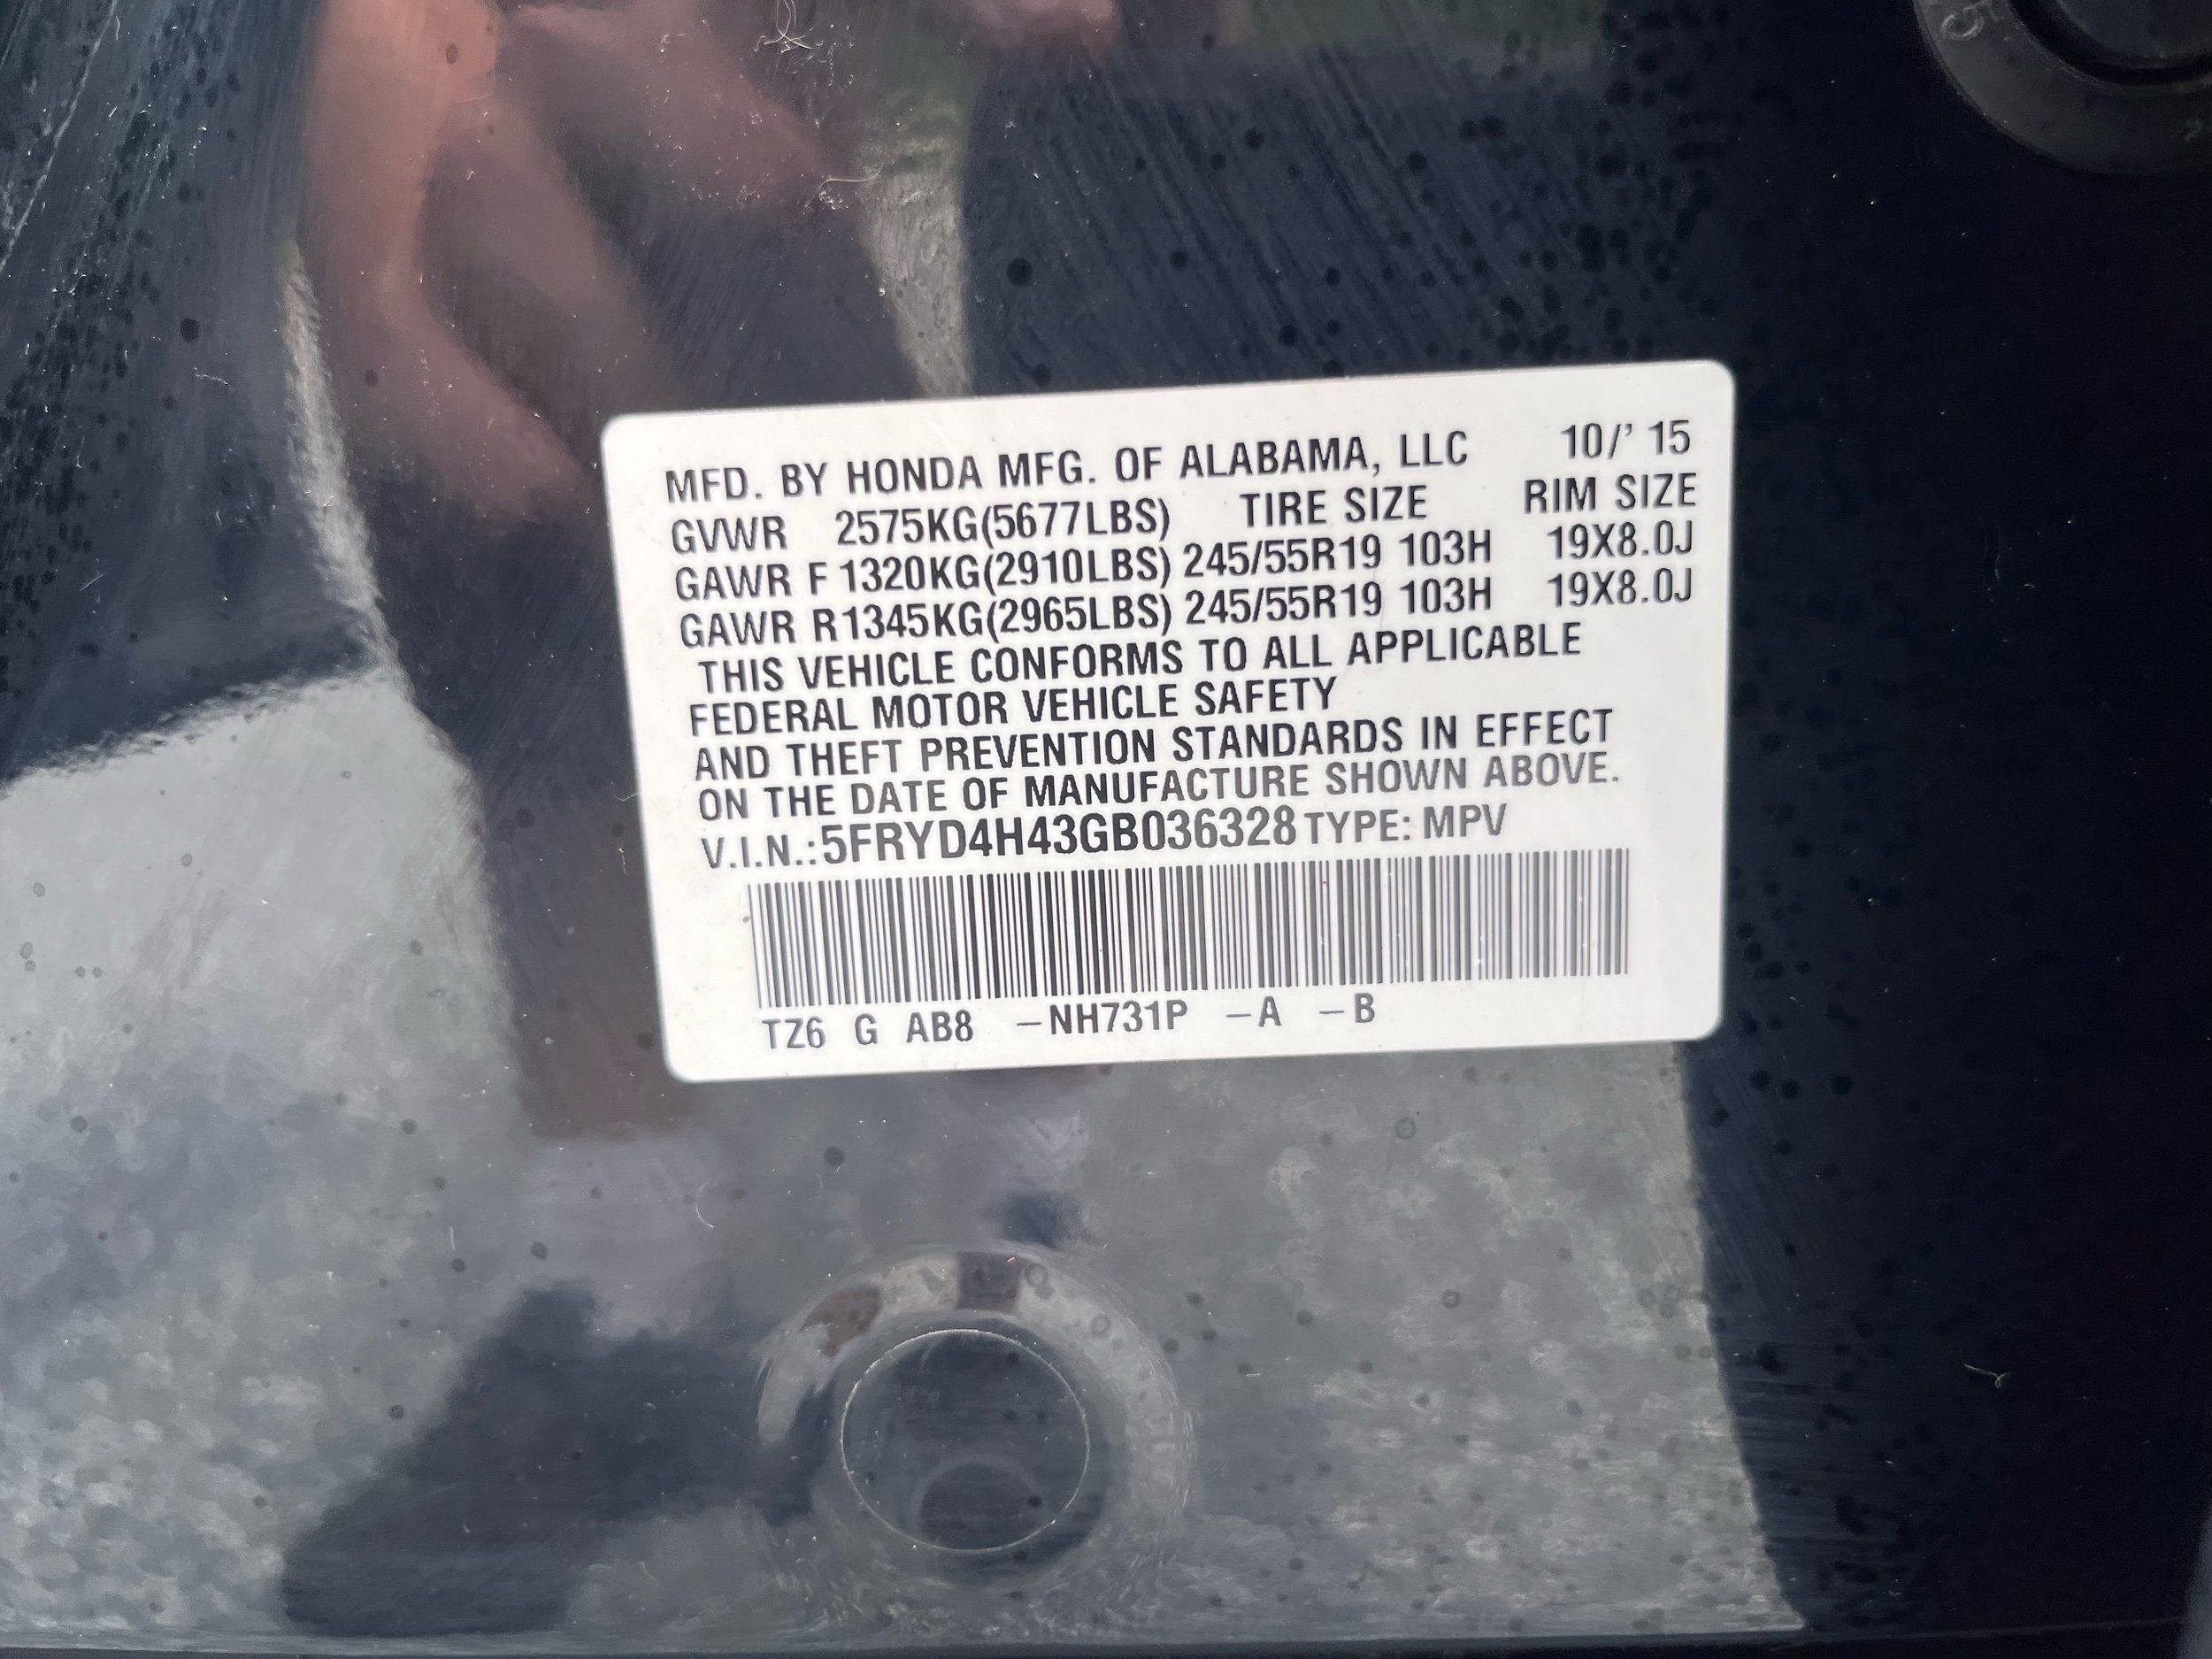 MFD. BY HONDA MFG. OF ALABAMA, LLC 10/' 15
GVWR 2575KG(5677LBS) TIRE SIZE RIM SIZE
GAWR F 1320KG(2910LBS) 245/55R19 103H 19X8.0J
GAWR R1345KG(2965LBS) 245/55R19 103H 19X8.0J
THIS VEHICLE CONFORMS TO ALL APPLICABLE
FEDERAL MOTOR VEHICLE SAFETY
AND THEFT PREVENTION STANDARDS IN EFFECT
ON THE DATE OF MANUFACTURE SHOWN ABOVE.
V.I.N.:5FRYD4H43GB036328 TYPE: MPV
TZ6 G AB8 –NH731P –A –B